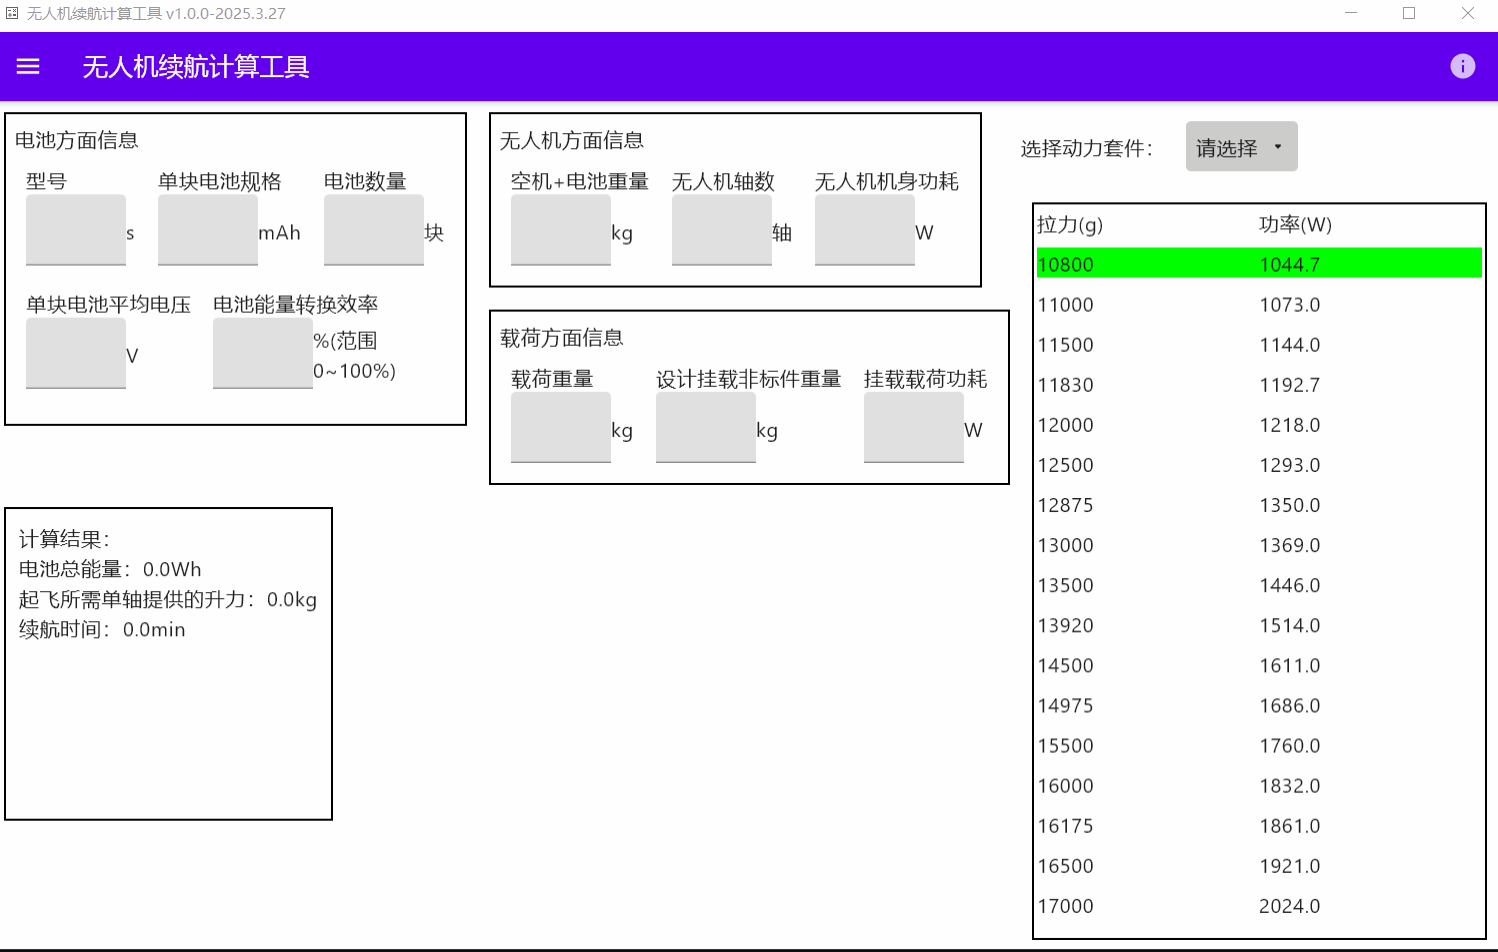 无人机续航计算工具 v1.0.0-2025.3.27
无人机续航计算工具
电池方面信息
型号
单块电池规格
电池数量
s
mAh
块
单块电池平均电压
电池能量转换效率
V
%(范围
0~100%)
无人机方面信息
空机+电池重量
无人机轴数
无人机机身功耗
kg
轴
W
载荷方面信息
载荷重量
设计挂载非标件重量
挂载载荷功耗
kg
kg
W
选择动力套件：
请选择
拉力(g) 功率(W)
10800 1044.7
11000 1073.0
11500 1144.0
11830 1192.7
12000 1218.0
12500 1293.0
12875 1350.0
13000 1369.0
13500 1446.0
13920 1514.0
14500 1611.0
14975 1686.0
15500 1760.0
16000 1832.0
16175 1861.0
16500 1921.0
17000 2024.0
计算结果：
电池总能量：0.0Wh
起飞所需单轴提供的升力：0.0kg
续航时间：0.0min